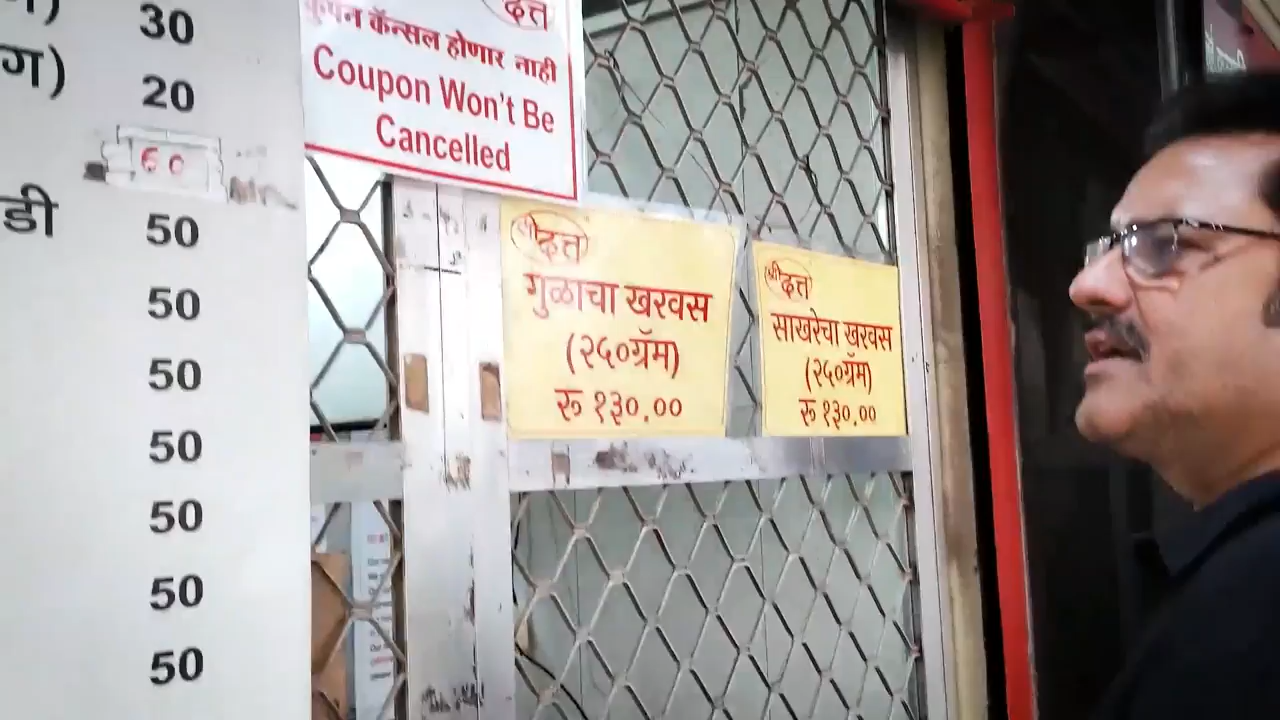 30
ग)
20
60
डी
50
50
50
50
50
50
50
दत्त
कुपन कॅन्सल होणार नाही
Coupon Won't Be
Cancelled
श्री दत्त
गुळाचा खरवस
(२५०ग्रॅम)
रू १३०.००
श्री दत्त
साखरेचा खरवस
(२५०ग्रॅम)
रू १३०.००